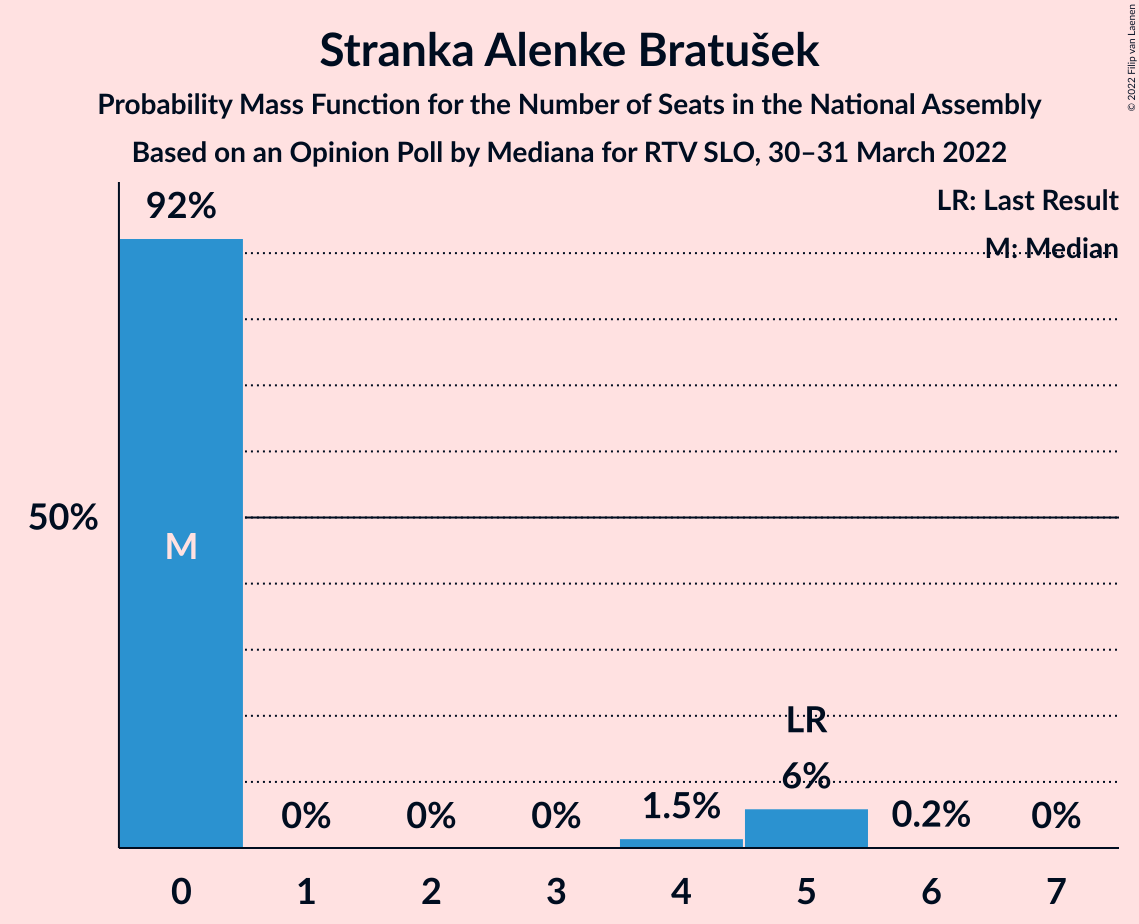 Stranka Alenke Bratušek
Probability Mass Function for the Number of Seats in the National Assembly
Based on an Opinion Poll by Mediana for RTV SLO, 30–31 March 2022
© 2022 Filip van Laenen
LR: Last Result
M: Median
92%
50%
M
LR
0% 0% 0% 1.5% 6% 0.2% 0%
0 1 2 3 4 5 6 7